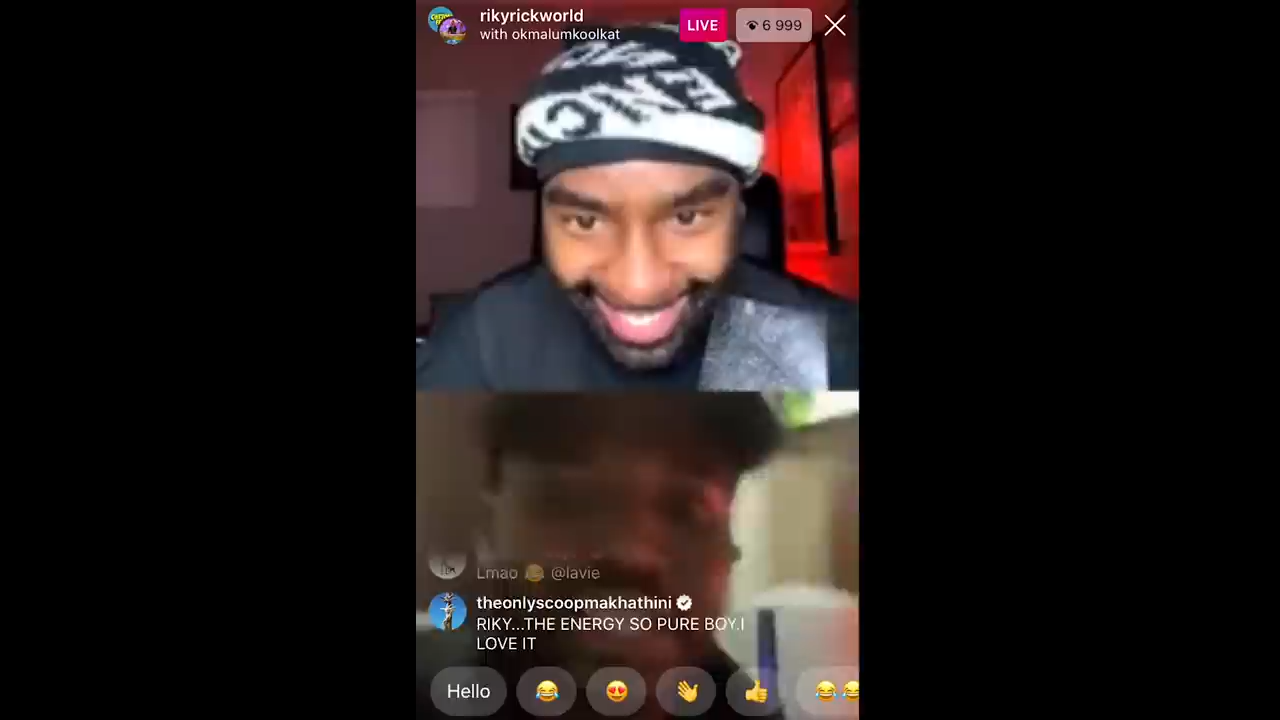 rikyrickworld
with okmalumkoolkat
LIVE
6 999
Lmao 😂 @lavie
theonlyscoopmakhathini
RIKY...THE ENERGY SO PURE BOY.I
LOVE IT
Hello